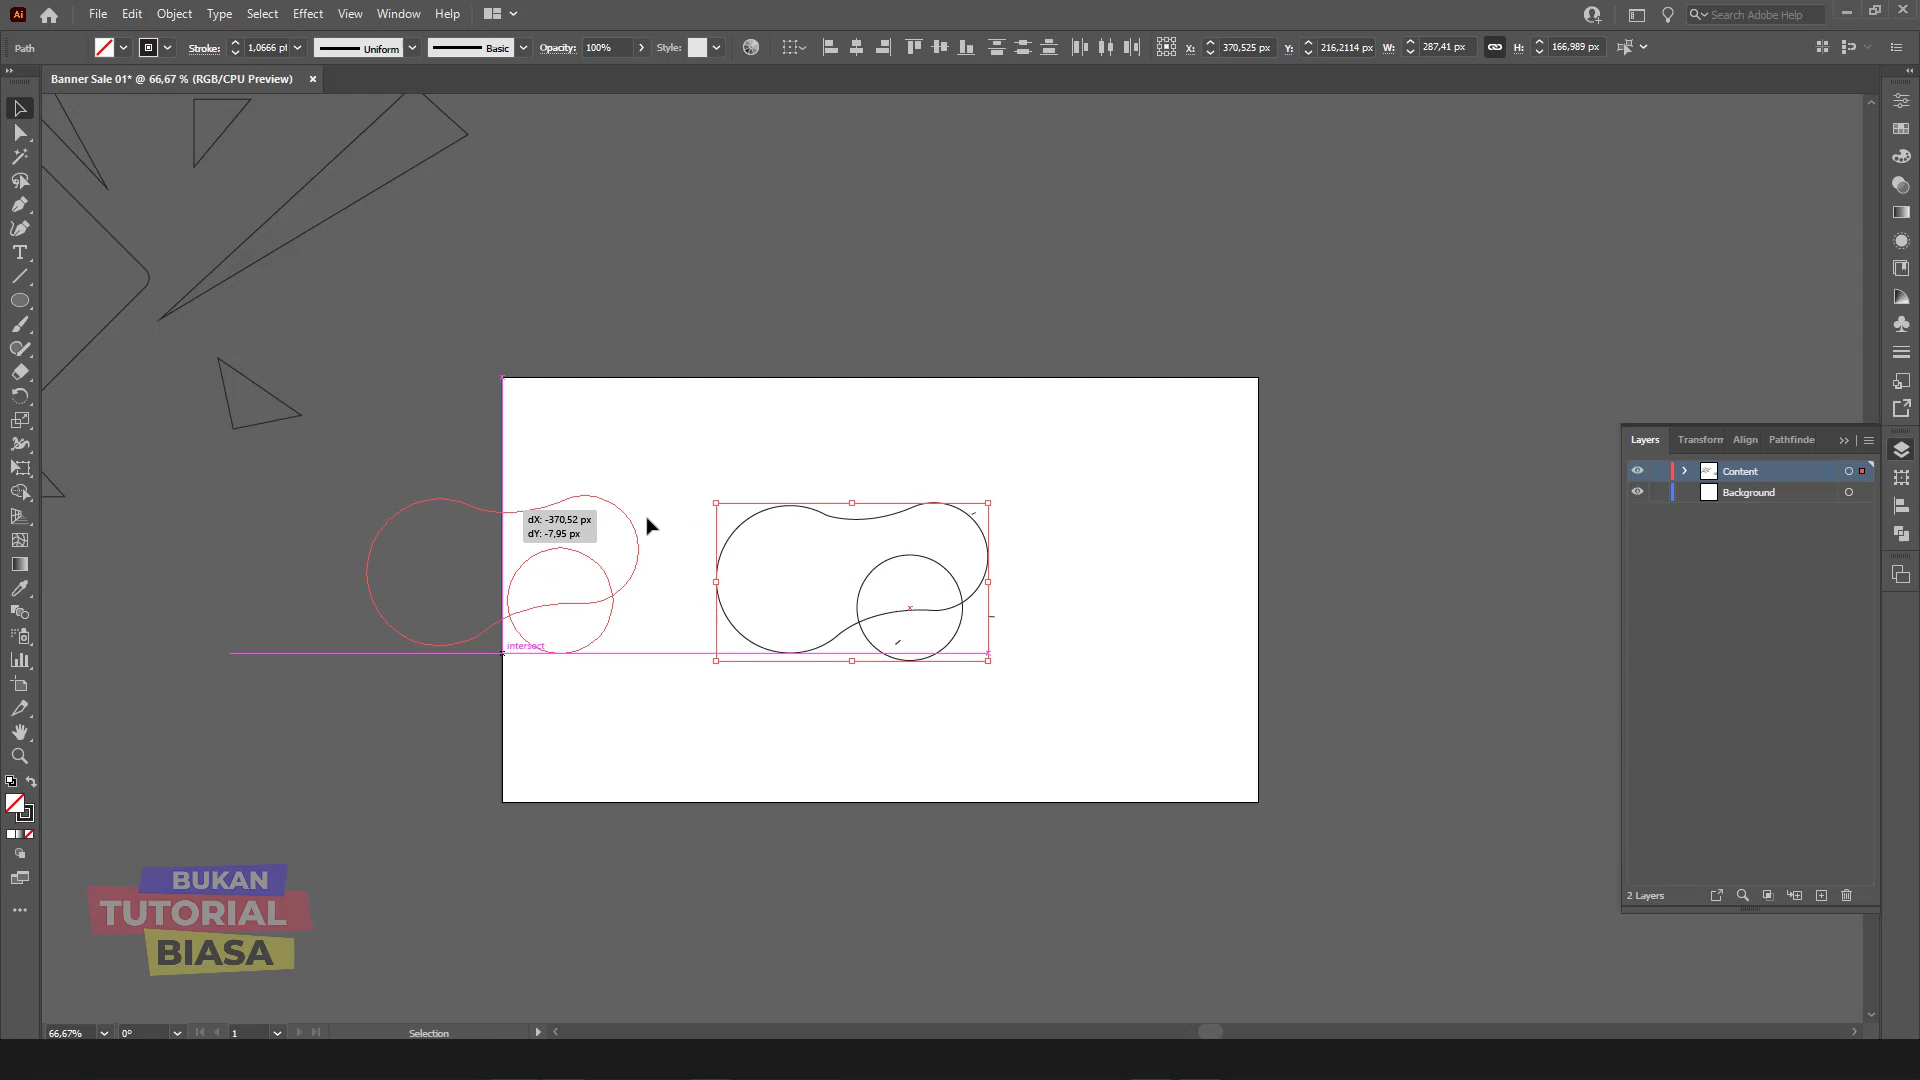 Ai File Edit Object Type Select Effect View Window Help Search Adobe Help
Path Stroke: 1,0666 pt Uniform Basic Opacity: 100% Style: X: 370,525 px Y: 216,2114 px W: 287,41 px H: 166,989 px
Banner Sale 01* @ 66,67 % (RGB/CPU Preview) ×
Layers Transform Align Pathfinde
Content
Background
dX: -370,52 px
dY: -7,95 px
intersect
BUKAN
TUTORIAL
BIASA
2 Layers
66,67% 0° 1 Selection